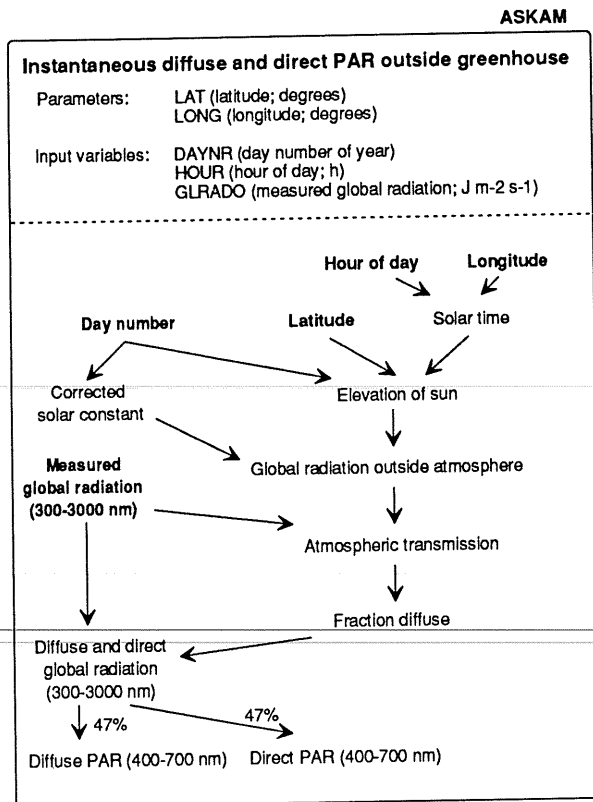 ASKAM
Instantaneous diffuse and direct PAR outside greenhouse
Parameters: LAT (latitude; degrees)
LONG (longitude; degrees)
Input variables: DAYNR (day number of year)
HOUR (hour of day; h)
GLRADO (measured global radiation; J m-2 s-1)
Hour of day Longitude
Day number Latitude Solar time
Corrected
solar constant
Elevation of sun
Measured
global radiation
(300-3000 nm)
Global radiation outside atmosphere
Atmospheric transmission
Fraction diffuse
Diffuse and direct
global radiation
(300-3000 nm)
47% 47%
Diffuse PAR (400-700 nm) Direct PAR (400-700 nm)